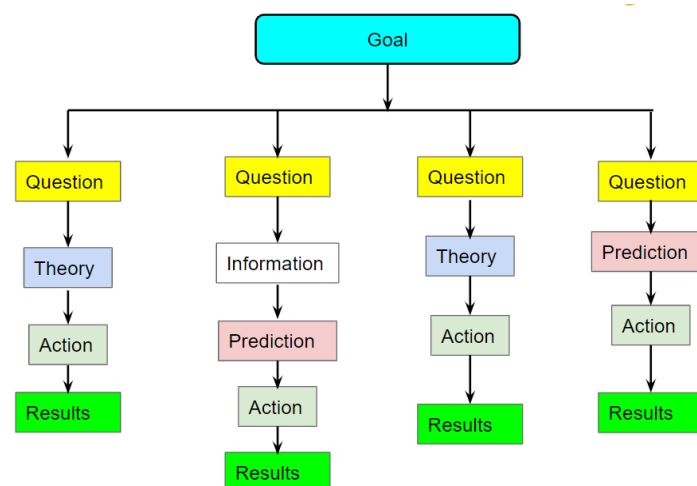 Goal
Question
Question
Question
Question
Theory
Information
Theory
Prediction
Action
Prediction
Action
Action
Results
Action
Results
Results
Results